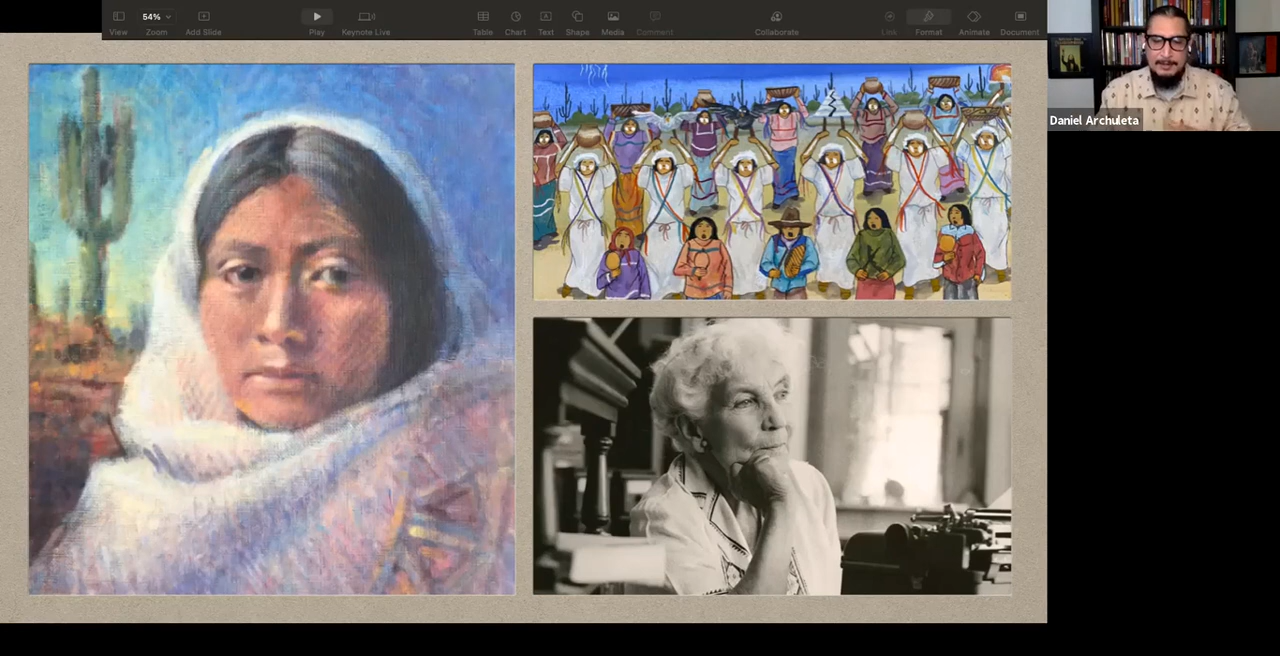 54%
View
Zoom
Add Slide
Play
Keynote Live
Table
Chart
Text
Shape
Media
Comment
Collaborate
Link
Format
Animate
Document
Daniel Archuleta